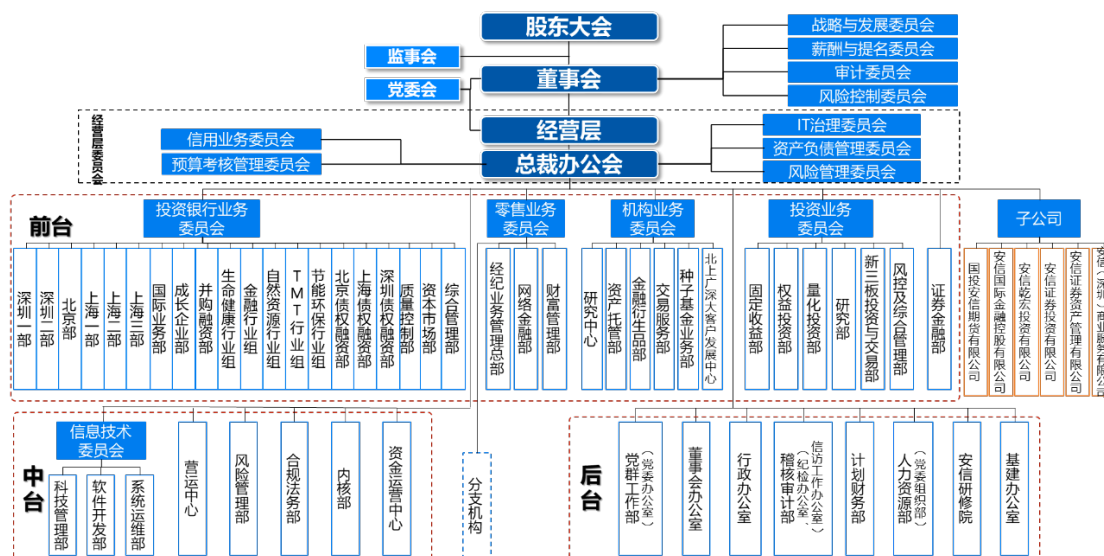 股东大会
监事会
党委会
董事会
战略与发展委员会
薪酬与提名委员会
审计委员会
风险控制委员会
经营层委员会
经营层
总裁办公会
信用业务委员会
预算考核管理委员会
IT治理委员会
资产负债管理委员会
风险管理委员会
前台
投资银行业务
委员会
零售业务
委员会
机构业务
委员会
投资业务
委员会
子公司
深圳一部
深圳二部
北京部
上海一部
上海二部
上海三部
国际业务部
成长企业部
并购融资部
生命健康行业组
金融行业组
自然资源行业组
TMT行业组
节能环保行业组
北京债权融资部
上海债权融资部
深圳债权融资部
质量控制部
资本市场部
综合管理部
经纪业务管理总部
网络金融部
财富管理部
研究中心
资产托管部
金融衍生品部
交易服务部
种子基金业务部
北上广深大客户发展中心
固定收益部
权益投资部
量化投资部
研究部
新三板投资与交易部
风控及综合管理部
证券金融部
国投安信期货有限公司
安信国际金融控股有限公司
安信乾宏投资有限公司
安信证券投资有限公司
安信证券资产管理有限公司
安信（深圳）商业服务有限公司
中台
信息技术
委员会
科技管理部
软件开发部
系统运维部
营运中心
风险管理部
合规法务部
内核部
资金运营中心
分支机构
后台
党群工作部
（党委办公室）
董事会办公室
行政办公室
稽核审计部
（纪检办公室、
信访工作办公室）
计划财务部
人力资源部
（党委组织部）
安信研修院
基建办公室